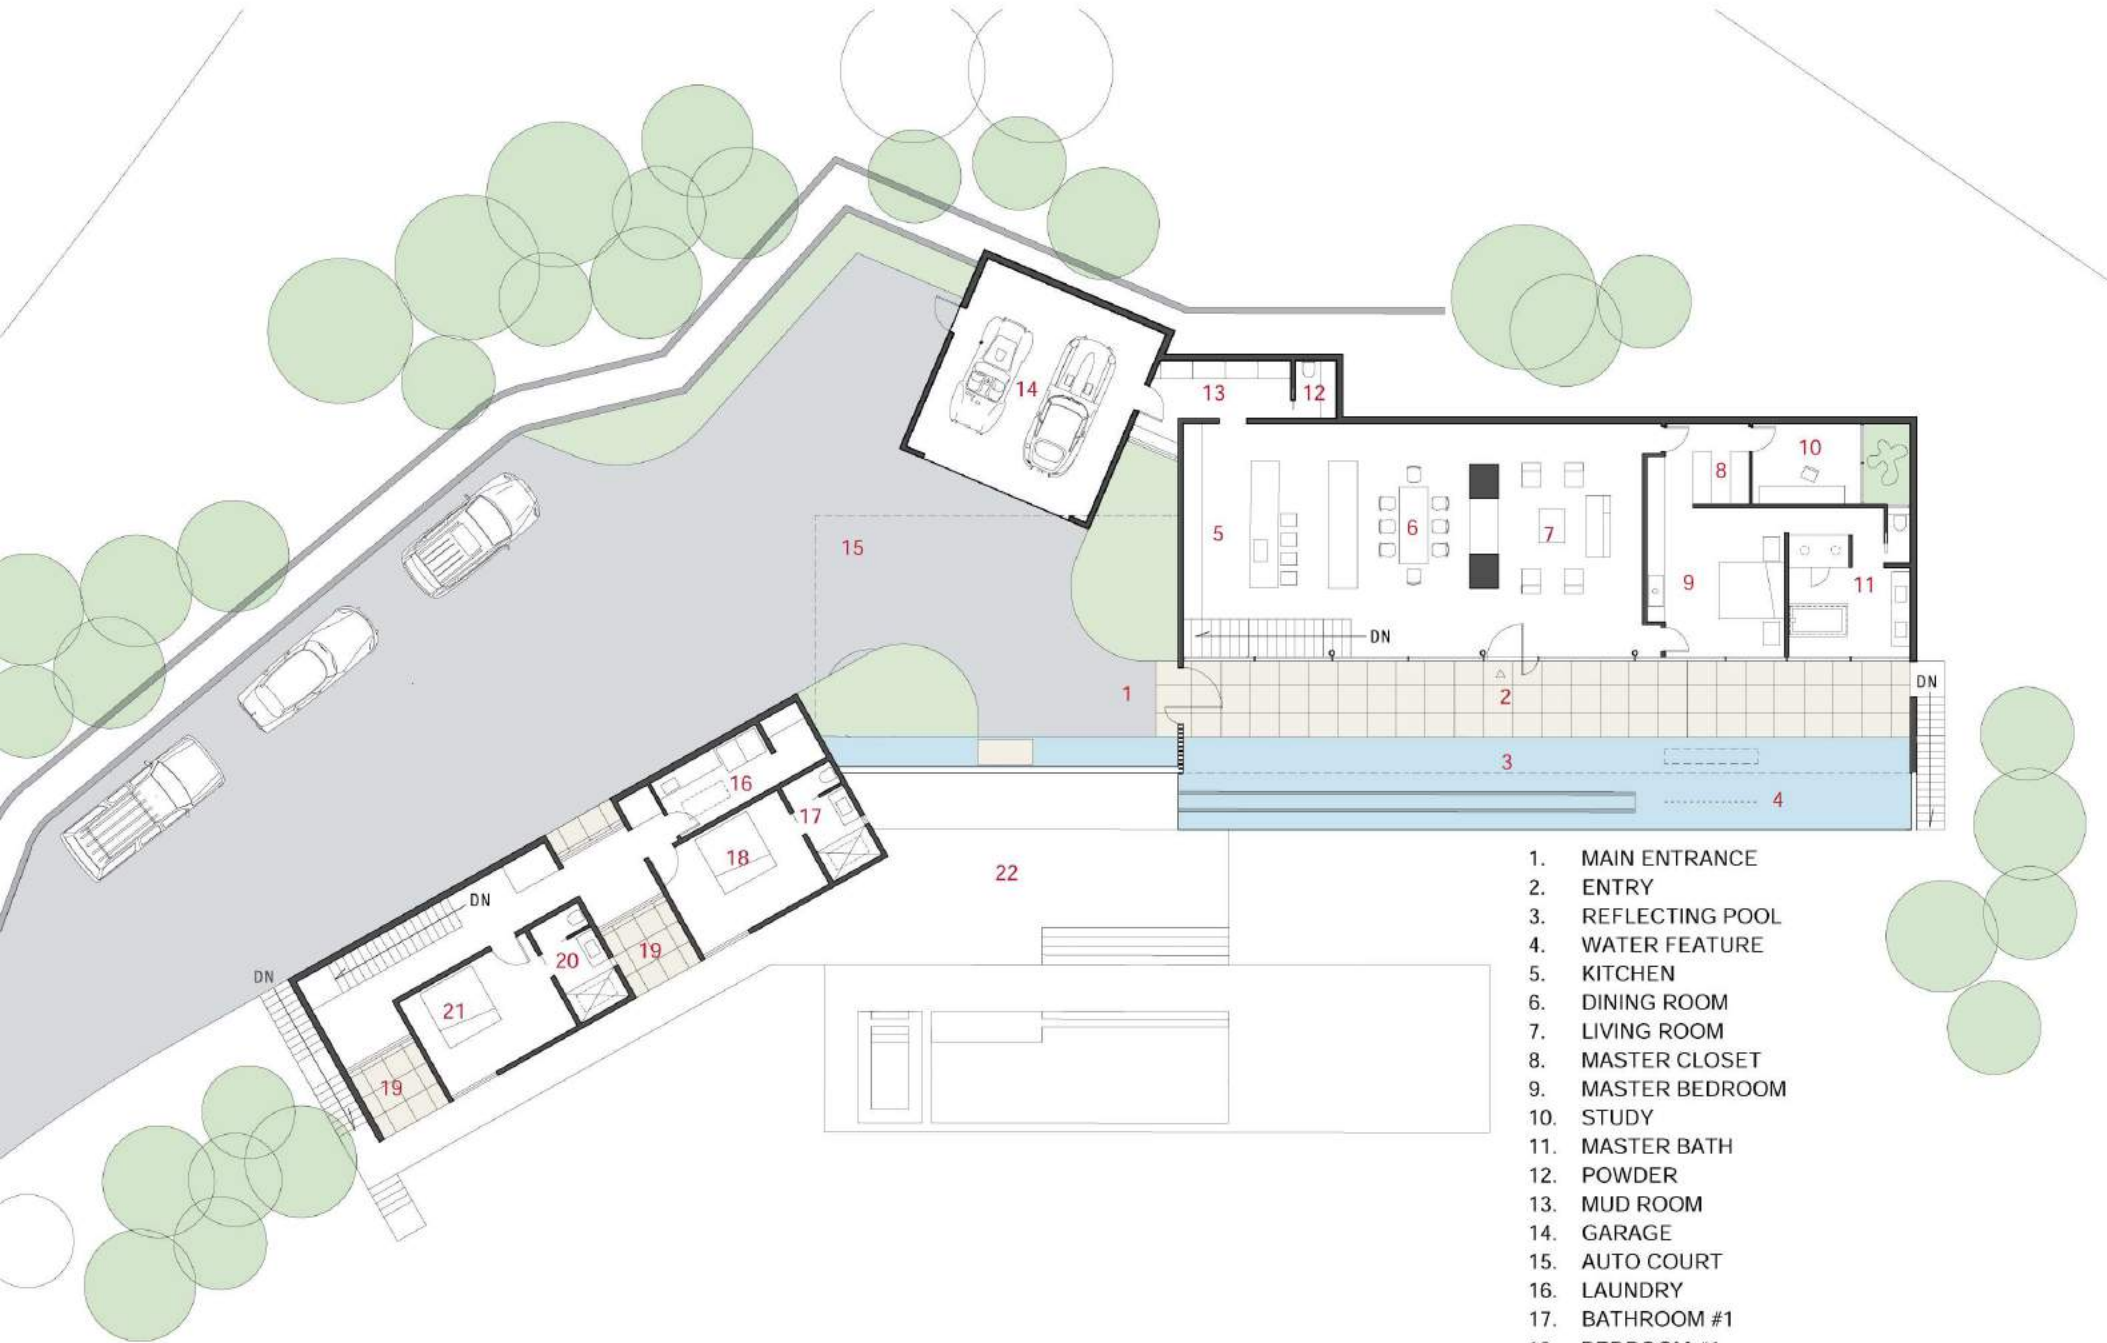 14
13
12
10
8
5
6
7
15
9
11
DN
1
2
DN
3
4
16
17
18
22
DN
19
20
DN
21
19
1. MAIN ENTRANCE
2. ENTRY
3. REFLECTING POOL
4. WATER FEATURE
5. KITCHEN
6. DINING ROOM
7. LIVING ROOM
8. MASTER CLOSET
9. MASTER BEDROOM
10. STUDY
11. MASTER BATH
12. POWDER
13. MUD ROOM
14. GARAGE
15. AUTO COURT
16. LAUNDRY
17. BATHROOM #1